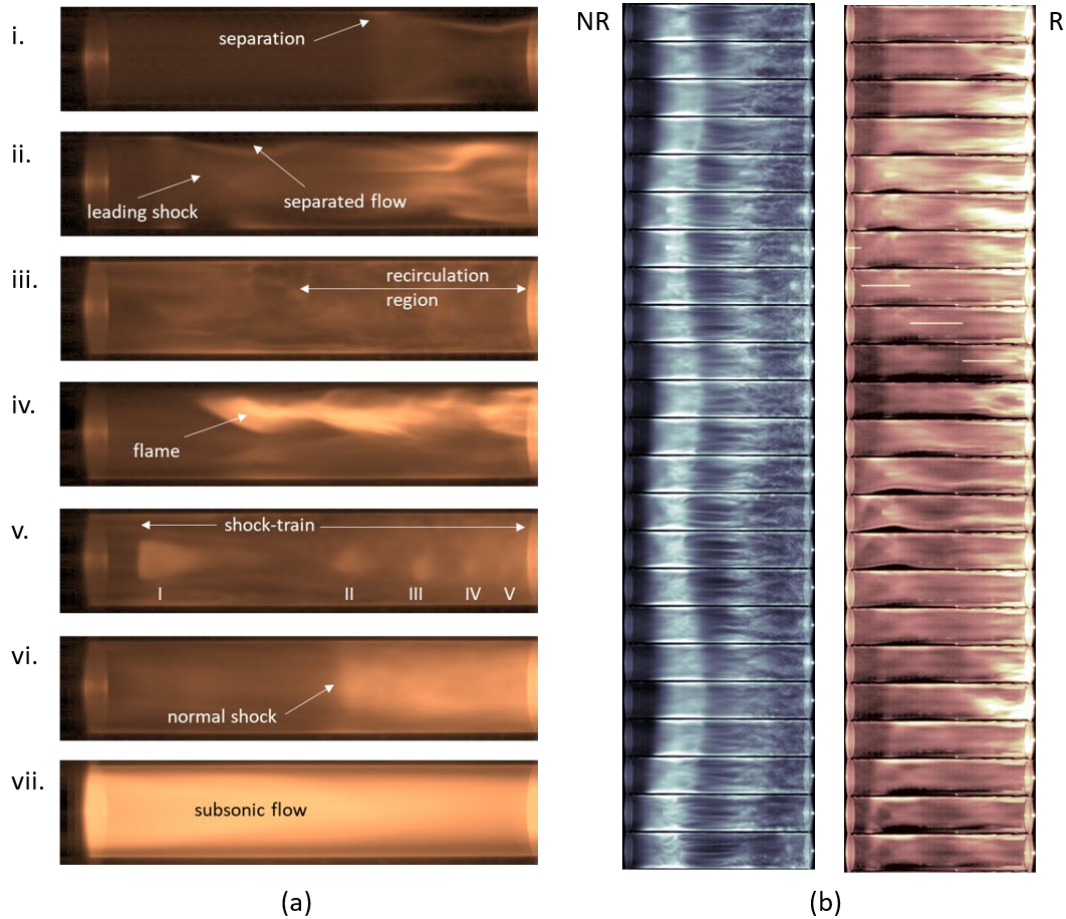 i.
separation
ii.
leading shock
separated flow
iii.
recirculation
region
iv.
flame
v.
shock-train
I II III IV V
vi.
normal shock
vii.
subsonic flow
(a)
NR
R
(b)